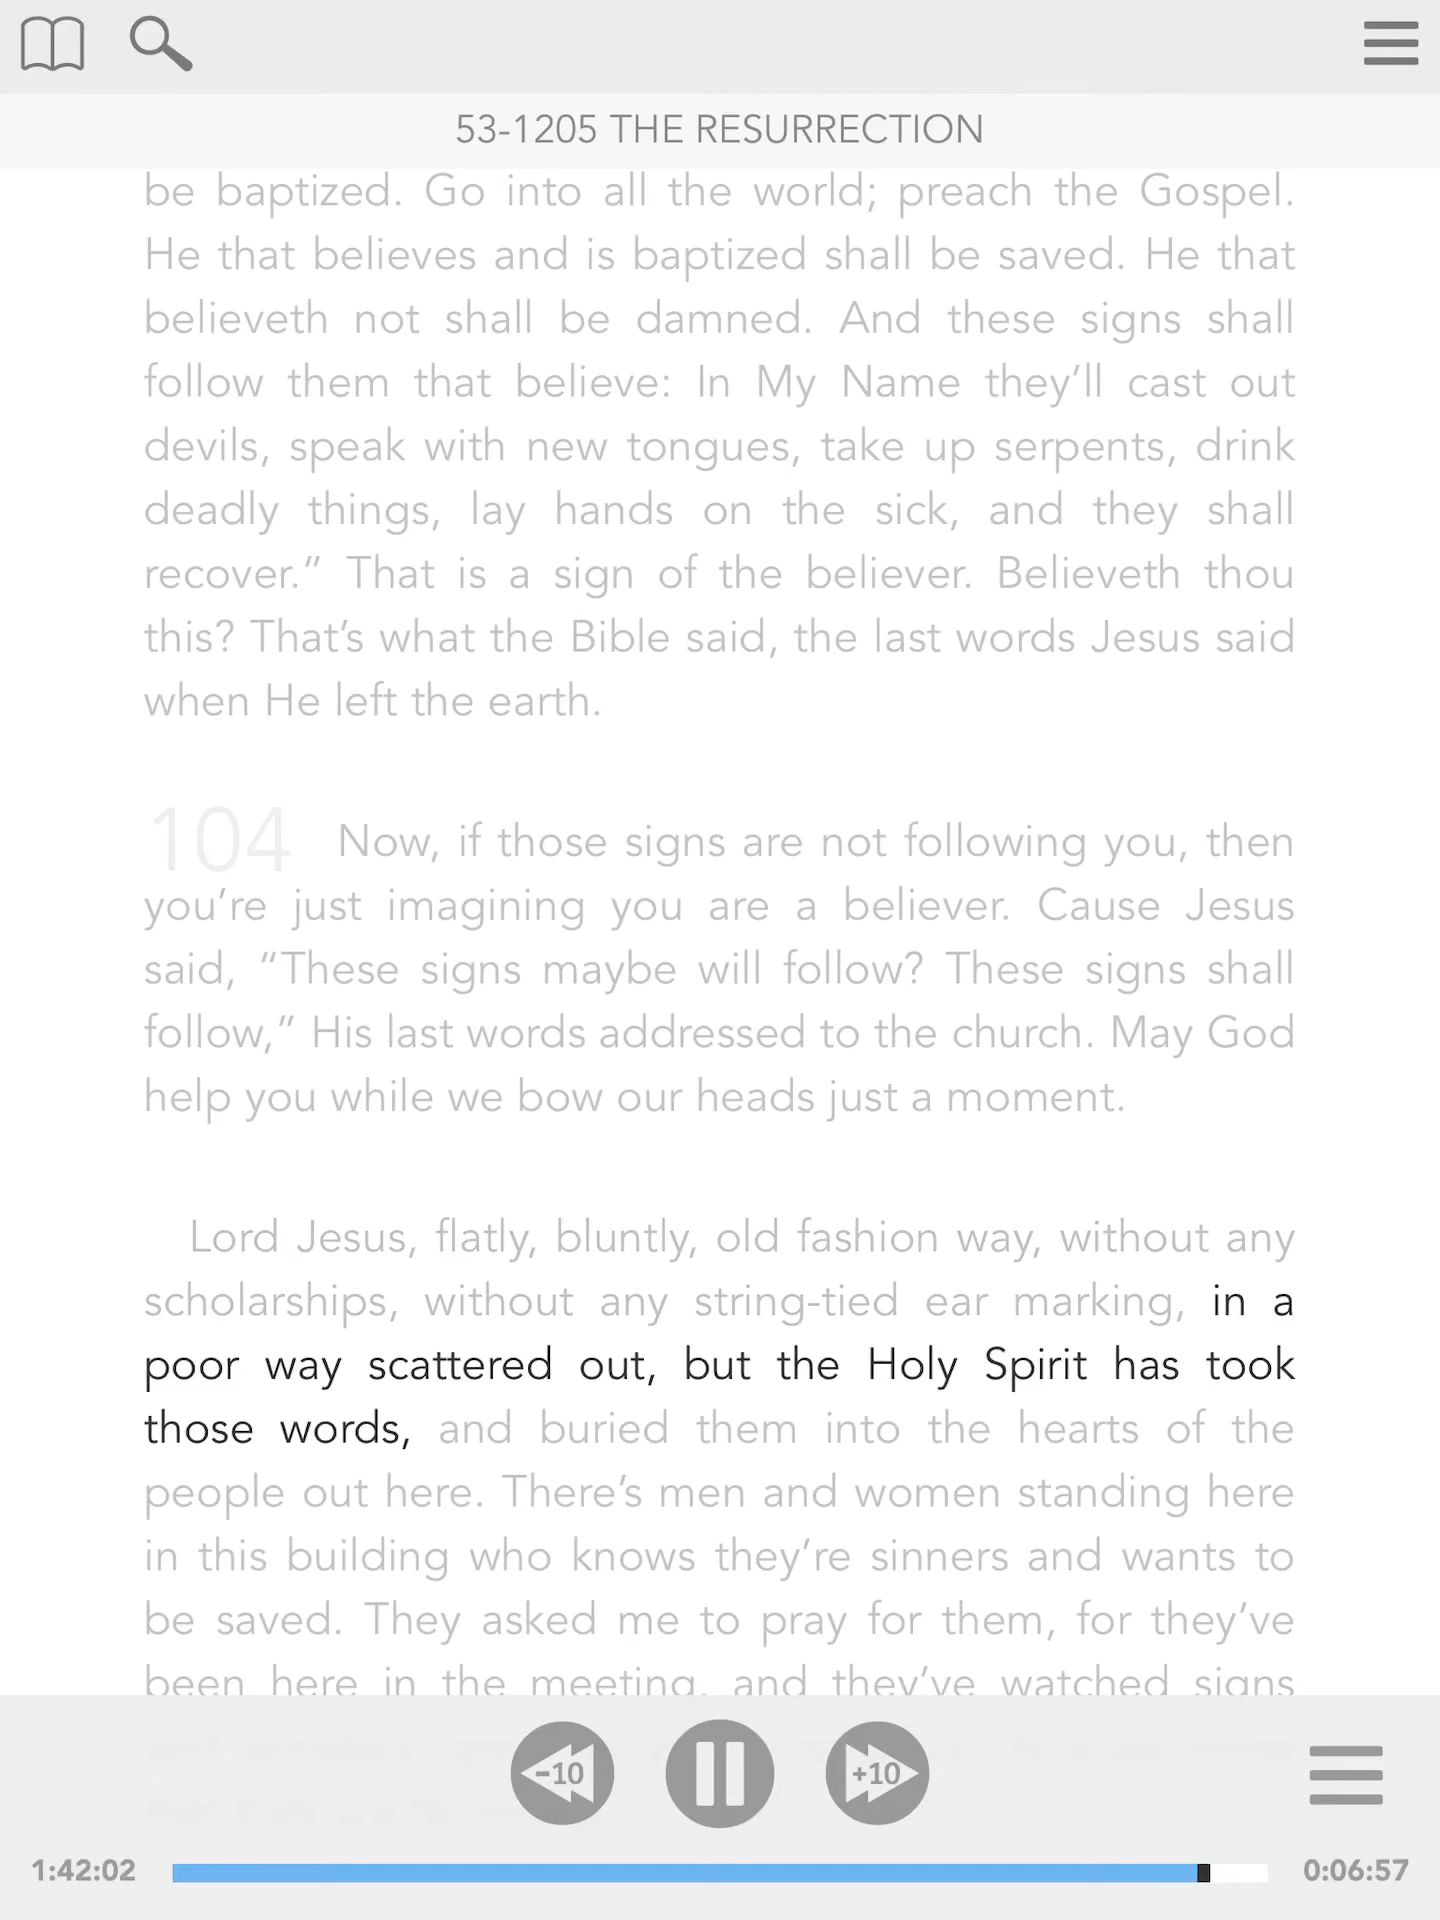 53-1205 THE RESURRECTION
be baptized. Go into all the world; preach the Gospel.
He that believes and is baptized shall be saved. He that
believeth not shall be damned. And these signs shall
follow them that believe: In My Name they’ll cast out
devils, speak with new tongues, take up serpents, drink
deadly things, lay hands on the sick, and they shall
recover.” That is a sign of the believer. Believeth thou
this? That’s what the Bible said, the last words Jesus said
when He left the earth.
104 Now, if those signs are not following you, then
you’re just imagining you are a believer. Cause Jesus
said, “These signs maybe will follow? These signs shall
follow,” His last words addressed to the church. May God
help you while we bow our heads just a moment.
Lord Jesus, flatly, bluntly, old fashion way, without any
scholarships, without any string-tied ear marking, in a
poor way scattered out, but the Holy Spirit has took
those words, and buried them into the hearts of the
people out here. There’s men and women standing here
in this building who knows they’re sinners and wants to
be saved. They asked me to pray for them, for they’ve
been here in the meeting, and they’ve watched signs
-10 +10
1:42:02 0:06:57